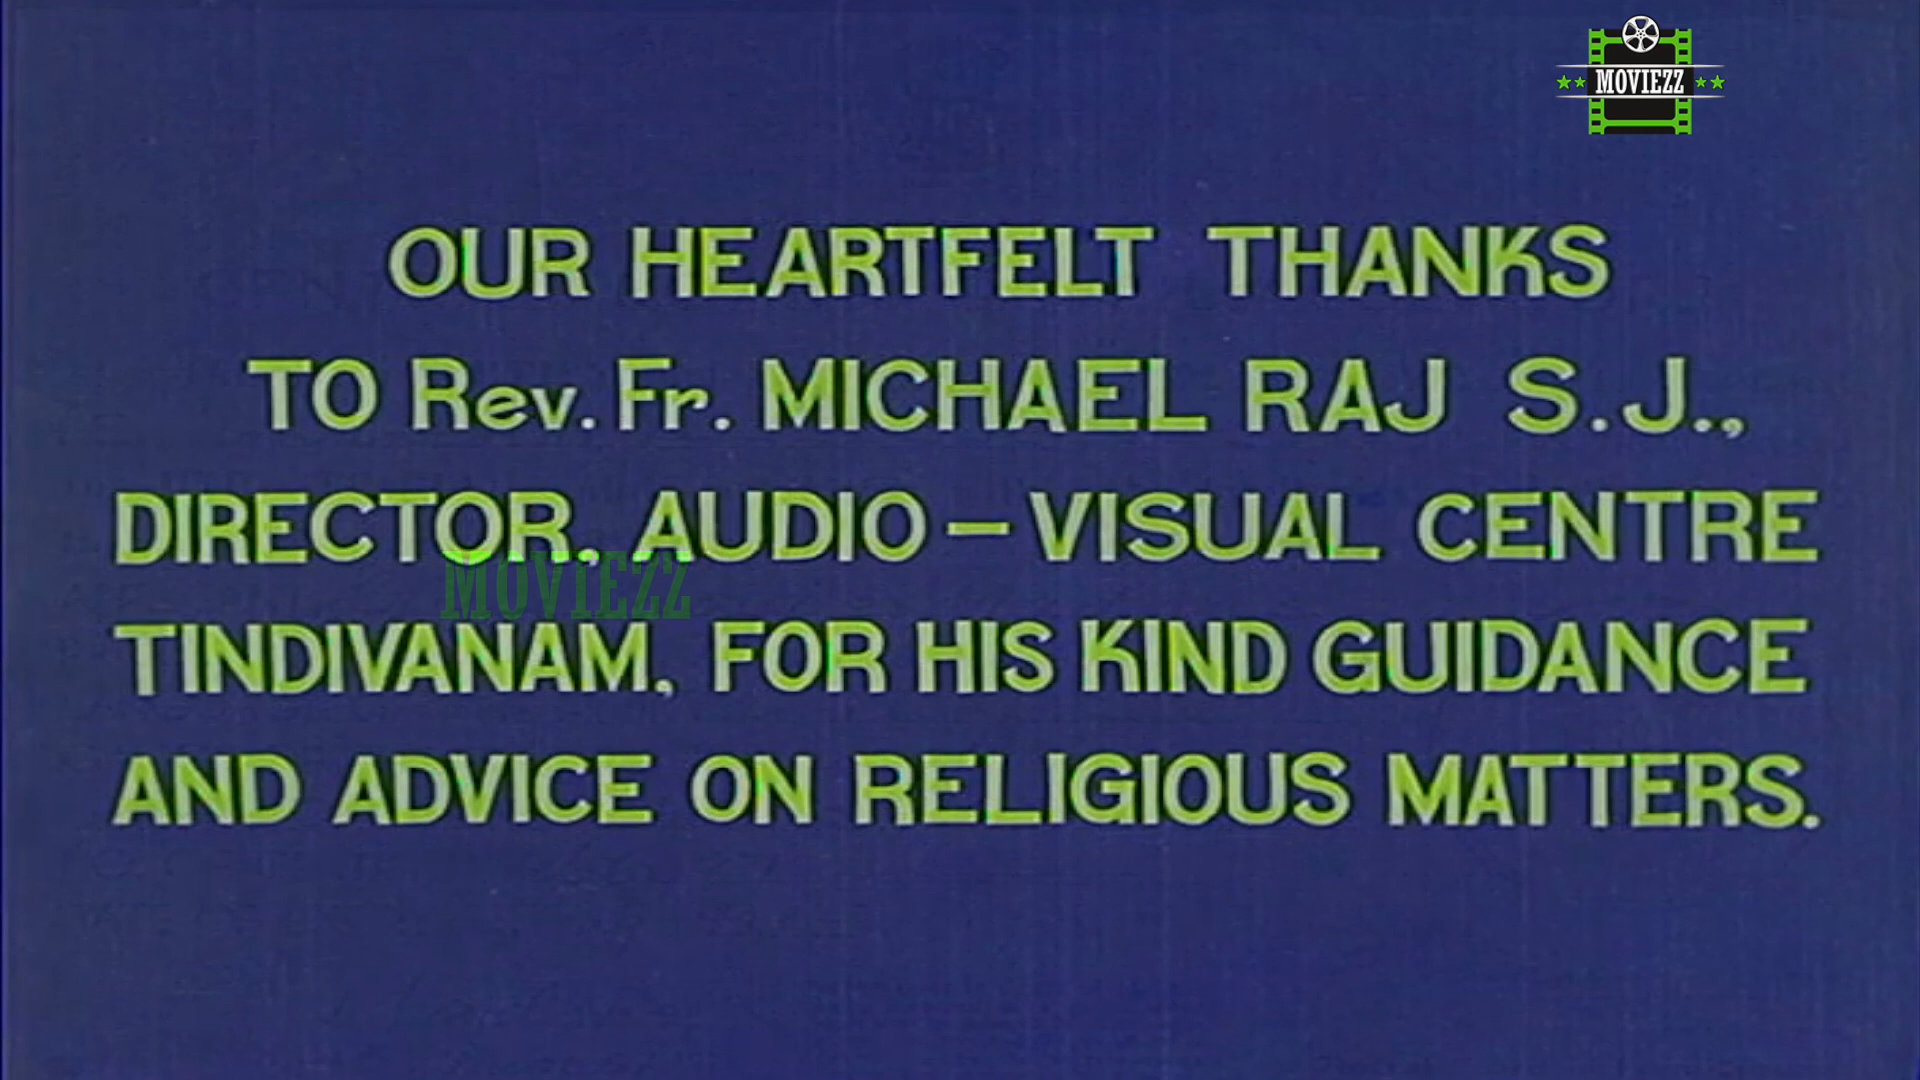 MOVIEZZ
OUR HEARTFELT THANKS
TO Rev. Fr. MICHAEL RAJ S.J.,
DIRECTOR, AUDIO – VISUAL CENTRE
MOVIEZZ
TINDIVANAM, FOR HIS KIND GUIDANCE
AND ADVICE ON RELIGIOUS MATTERS.